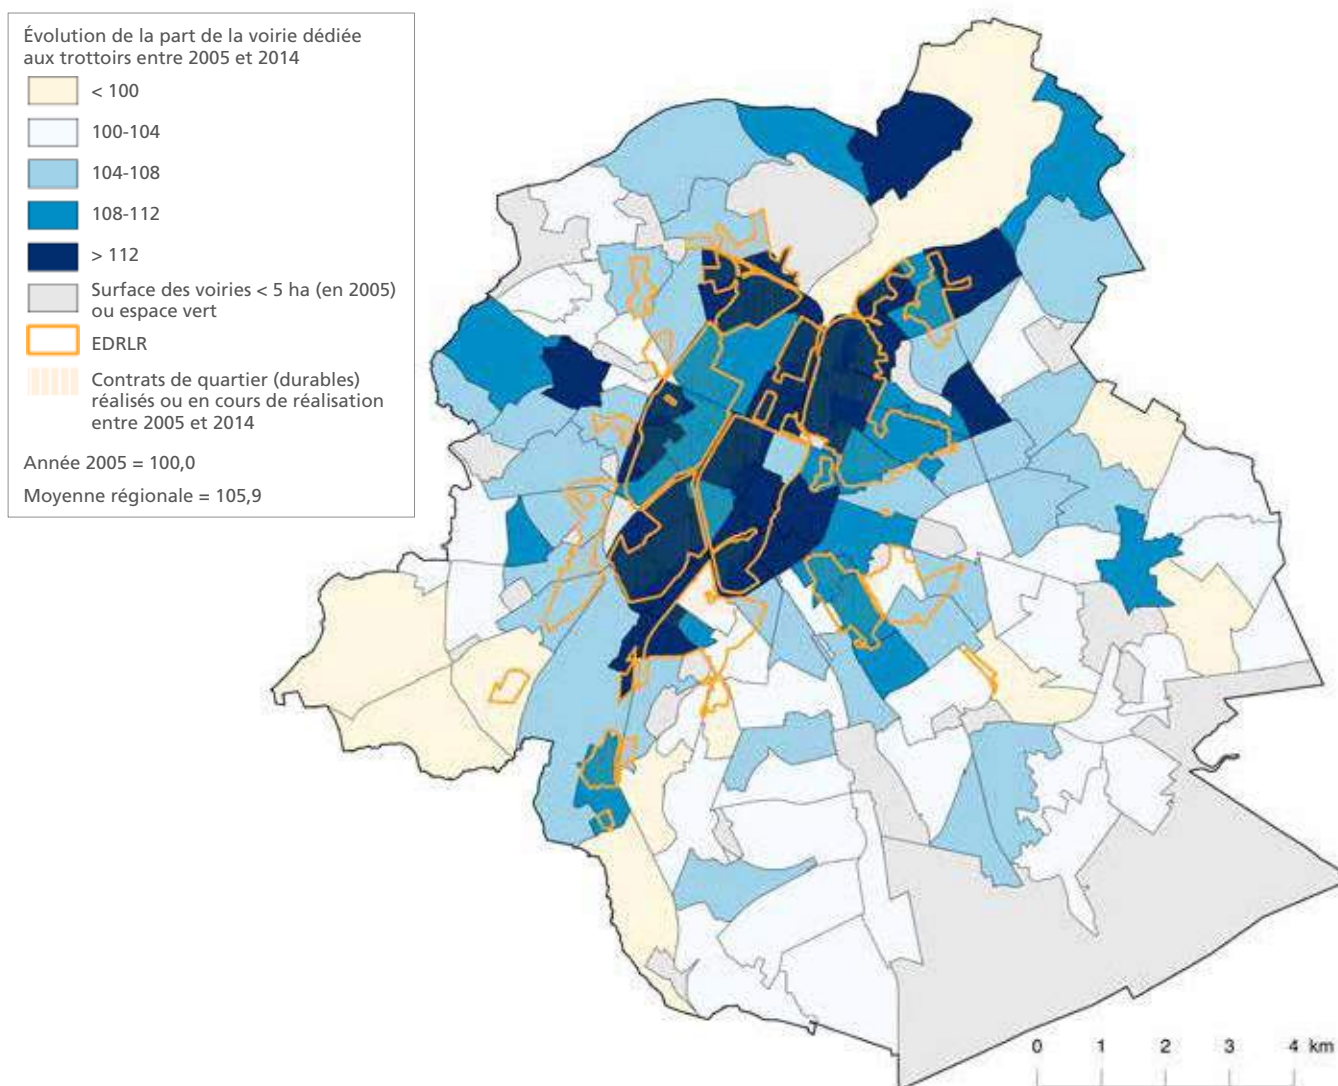 Évolution de la part de la voirie dédiée
aux trottoirs entre 2005 et 2014
< 100
100-104
104-108
108-112
> 112
Surface des voiries < 5 ha (en 2005)
ou espace vert
EDRLR
Contrats de quartier (durables)
réalisés ou en cours de réalisation
entre 2005 et 2014
Année 2005 = 100,0
Moyenne régionale = 105,9
0 1 2 3 4 km